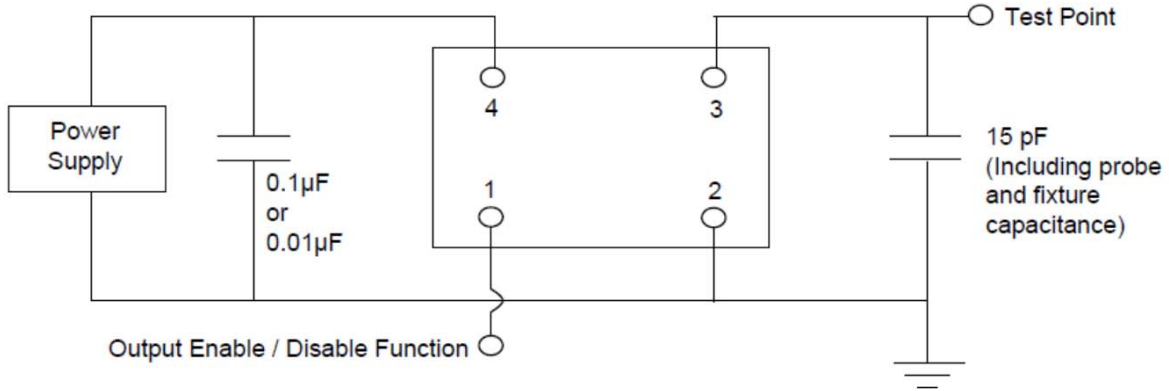 Test Point
Power
Supply
4
3
0.1µF
or
0.01µF
1
2
15 pF
(Including probe
and fixture
capacitance)
Output Enable / Disable Function